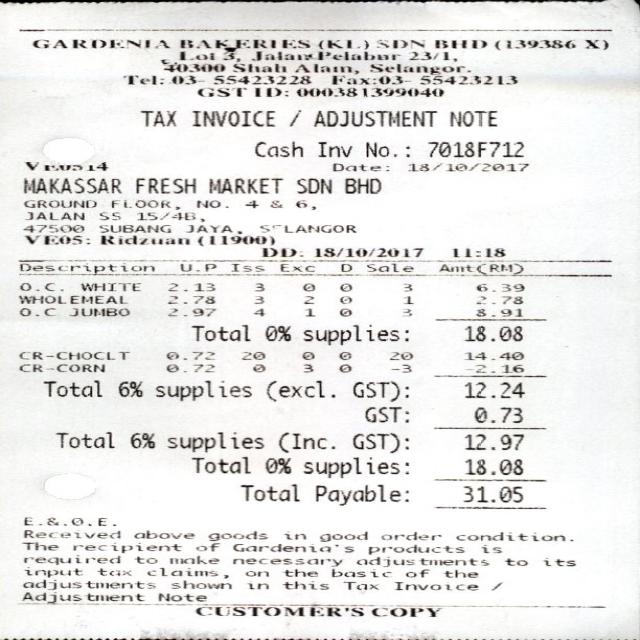 GARDENIA BAKERIES (KL) SDN BHD (139386 X)
Lot 3, Jalan Pelabur 23/1,
40300 Shah Alam, Selangor.
Tel: 03- 55423228 Fax:03- 55423213
GST ID: 000381399040
TAX INVOICE / ADJUSTMENT NOTE
Cash Inv No.: 7018F712
VE0514 Date: 18/10/2017
MAKASSAR FRESH MARKET SDN BHD
GROUND FLOOR, NO. 4 & 6,
JALAN SS 15/4B,
47500 SUBANG JAYA, SELANGOR
VE05: Ridzuan (11900)
DD: 18/10/2017 11:18
Description U.P Iss Exc D Sale Amt(RM)
O.C. WHITE 2.13 3 0 0 3 6.39
WHOLEMEAL 2.78 3 2 0 1 2.78
O.C JUMBO 2.97 4 1 0 3 8.91
Total 0% supplies: 18.08
CR-CHOCLT 0.72 20 0 0 20 14.40
CR-CORN 0.72 0 3 0 -3 -2.16
Total 6% supplies (excl. GST): 12.24
GST: 0.73
Total 6% supplies (Inc. GST): 12.97
Total 0% supplies: 18.08
Total Payable: 31.05
E.&.O.E.
Received above goods in good order condition.
The recipient of Gardenia's products is
required to make necessary adjustments to its
input tax claims, on the basic of the
adjustments shown in this Tax Invoice /
Adjustment Note
CUSTOMER'S COPY